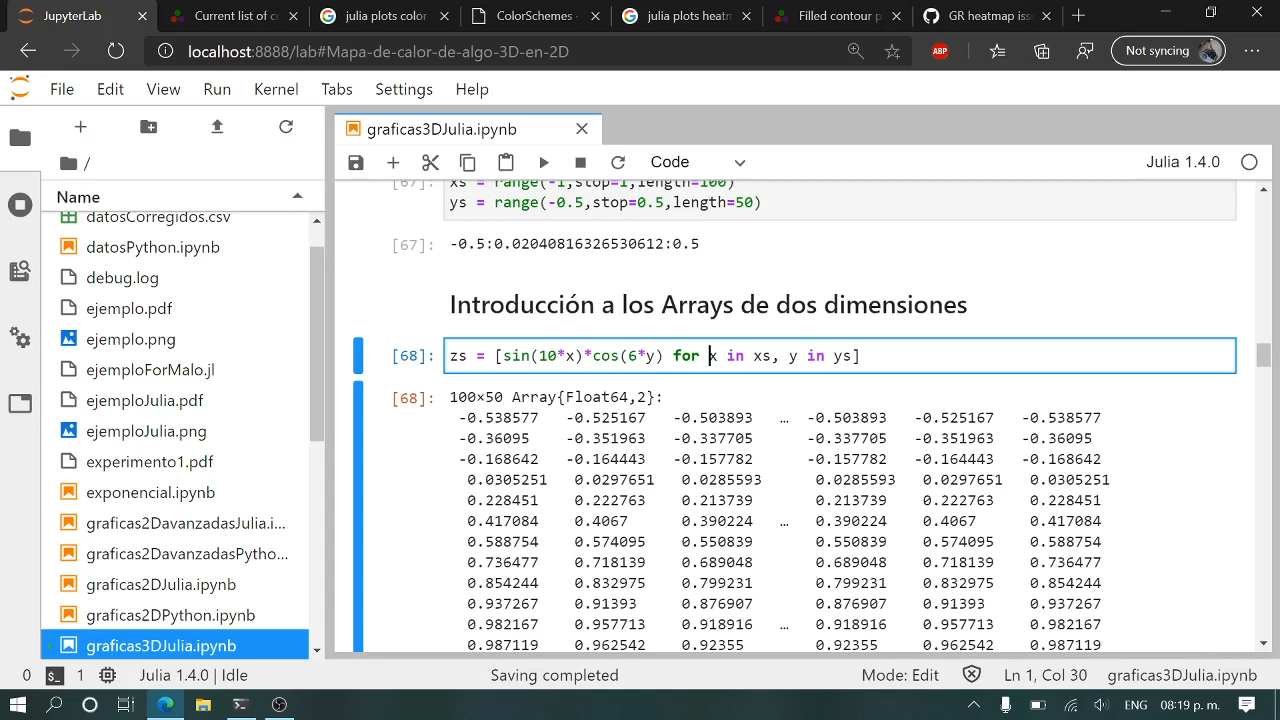 JupyterLab
Current list of co
julia plots color
ColorSchemes -
julia plots heatm
Filled contour p
GR heatmap iss
localhost:8888/lab#Mapa-de-calor-de-algo-3D-en-2D
ABP
Not syncing
File Edit View Run Kernel Tabs Settings Help
graficas3DJulia.ipynb
/
Code
Julia 1.4.0
Name
datosCorregidos.csv
datosPython.ipynb
debug.log
ejemplo.pdf
ejemplo.png
ejemploForMalo.jl
ejemploJulia.pdf
ejemploJulia.png
experimento1.pdf
exponencial.ipynb
graficas2DavanzadasJulia.i...
graficas2DavanzadasPytho...
graficas2DJulia.ipynb
graficas2DPython.ipynb
graficas3DJulia.ipynb
[67]: xs = range(-1,stop=1,length=100)
ys = range(-0.5,stop=0.5,length=50)
[67]: -0.5:0.02040816326530612:0.5
Introducción a los Arrays de dos dimensiones
[68]: zs = [sin(10*x)*cos(6*y) for x in xs, y in ys]
[68]: 100×50 Array{Float64,2}:
-0.538577 -0.525167 -0.503893 … -0.503893 -0.525167 -0.538577
-0.36095 -0.351963 -0.337705 -0.337705 -0.351963 -0.36095
-0.168642 -0.164443 -0.157782 -0.157782 -0.164443 -0.168642
0.0305251 0.0297651 0.0285593 0.0285593 0.0297651 0.0305251
0.228451 0.222763 0.213739 0.213739 0.222763 0.228451
0.417084 0.4067 0.390224 … 0.390224 0.4067 0.417084
0.588754 0.574095 0.550839 0.550839 0.574095 0.588754
0.736477 0.718139 0.689048 0.689048 0.718139 0.736477
0.854244 0.832975 0.799231 0.799231 0.832975 0.854244
0.937267 0.91393 0.876907 0.876907 0.91393 0.937267
0.982167 0.957713 0.918916 … 0.918916 0.957713 0.982167
0.987119 0.962542 0.92355 0.92355 0.962542 0.987119
0 1 Julia 1.4.0 | Idle Saving completed Mode: Edit Ln 1, Col 30 graficas3DJulia.ipynb
ENG 08:19 p. m.